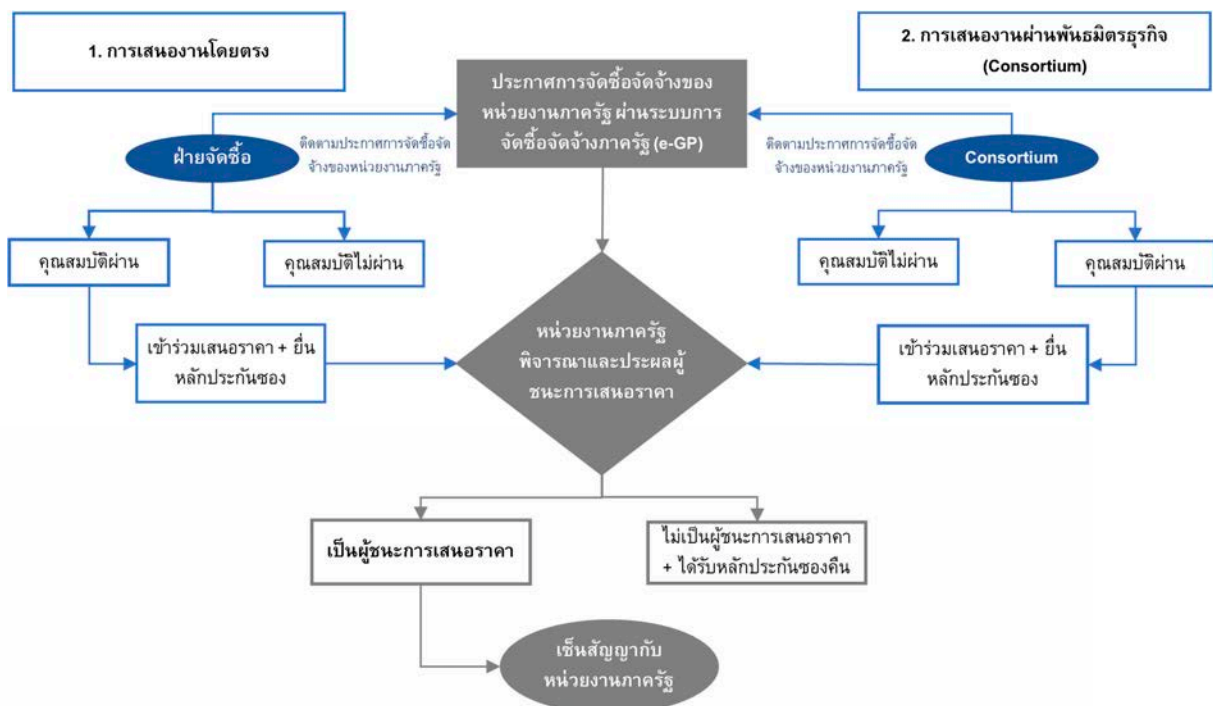 1. การเสนองานโดยตรง
2. การเสนองานผ่านพันธมิตรธุรกิจ
(Consortium)
ประกาศการจัดซื้อจัดจ้างของ
หน่วยงานภาครัฐ ผ่านระบบการ
จัดซื้อจัดจ้างภาครัฐ (e-GP)
ฝ่ายจัดซื้อ
ติดตามประกาศการจัดซื้อจัด
จ้างของหน่วยงานภาครัฐ
ติดตามประกาศการจัดซื้อจัด
จ้างของหน่วยงานภาครัฐ
Consortium
คุณสมบัติผ่าน
คุณสมบัติไม่ผ่าน
คุณสมบัติไม่ผ่าน
คุณสมบัติผ่าน
เข้าร่วมเสนอราคา + ยื่น
หลักประกันซอง
หน่วยงานภาครัฐ
พิจารณาและประผลผู้
ชนะการเสนอราคา
เข้าร่วมเสนอราคา + ยื่น
หลักประกันซอง
เป็นผู้ชนะการเสนอราคา
ไม่เป็นผู้ชนะการเสนอราคา
+ ได้รับหลักประกันซองคืน
เซ็นสัญญากับ
หน่วยงานภาครัฐ